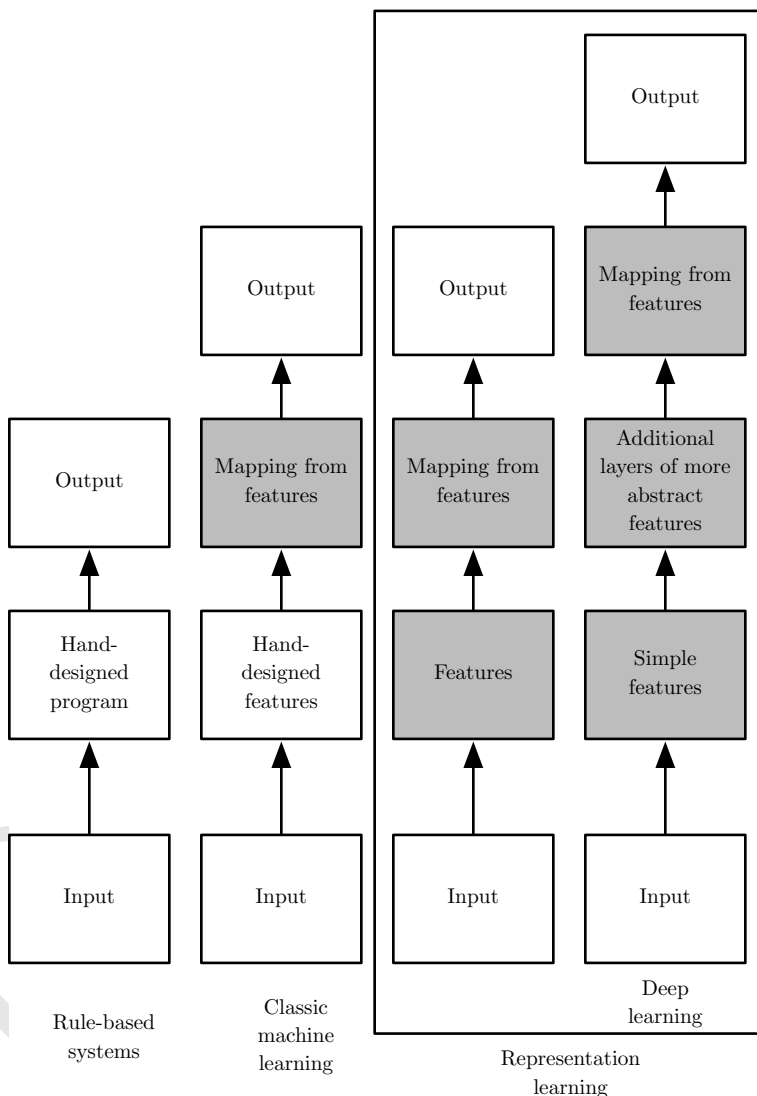 Output
Output
Output
Mapping from
features
Output
Mapping from
features
Mapping from
features
Additional
layers of more
abstract
features
Hand-
designed
program
Hand-
designed
features
Features
Simple
features
Input
Input
Input
Input
Rule-based
systems
Classic
machine
learning
Deep
learning
Representation
learning